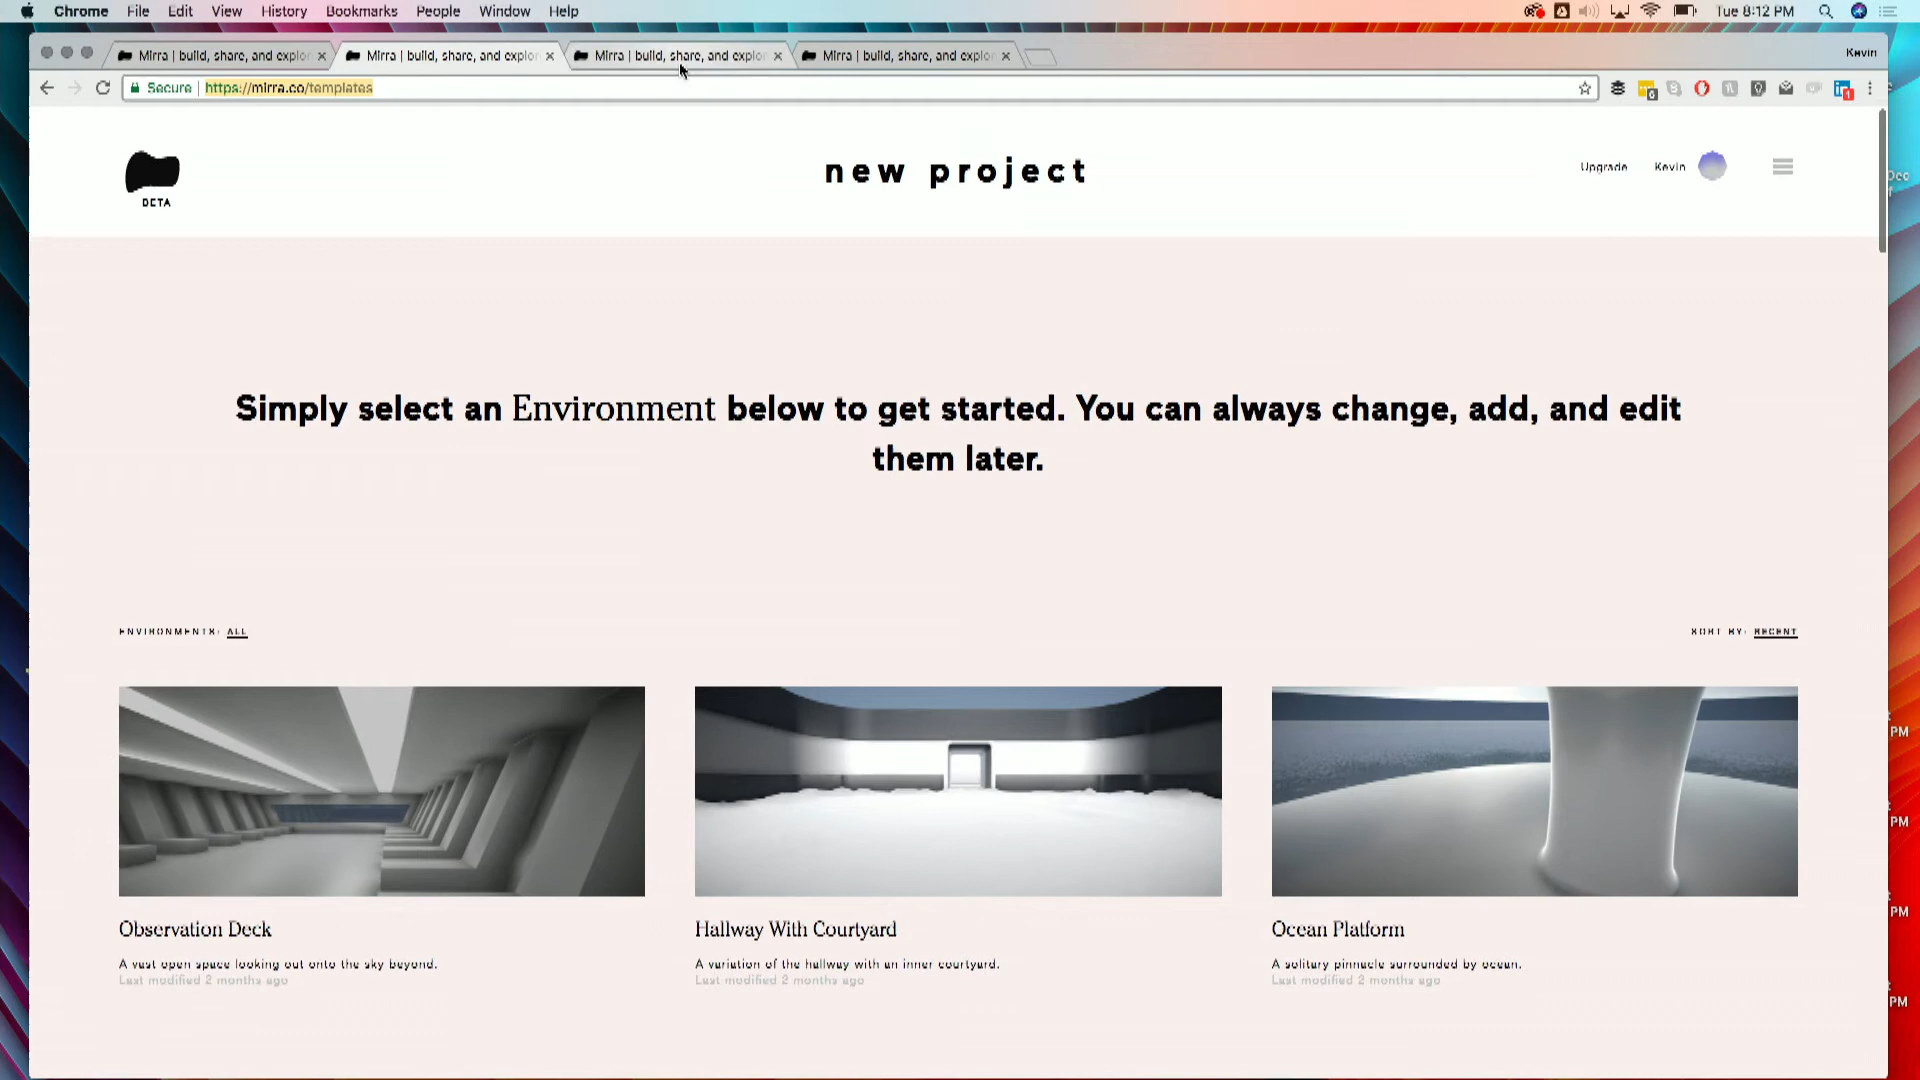 Chrome File Edit View History Bookmarks People Window Help
Tue 8:12 PM
Mirra | build, share, and explor
Mirra | build, share, and explor
Mirra | build, share, and explor
Mirra | build, share, and explor
Kevin
Secure https://mirra.co/templates
BETA
new project
Upgrade Kevin
Simply select an Environment below to get started. You can always change, add, and edit
them later.
ENVIRONMENTS: ALL
SORT BY: RECENT
Observation Deck
A vast open space looking out onto the sky beyond.
Last modified 2 months ago
Hallway With Courtyard
A variation of the hallway with an inner courtyard.
Last modified 2 months ago
Ocean Platform
A solitary pinnacle surrounded by ocean.
Last modified 2 months ago
PM
PM
PM
PM